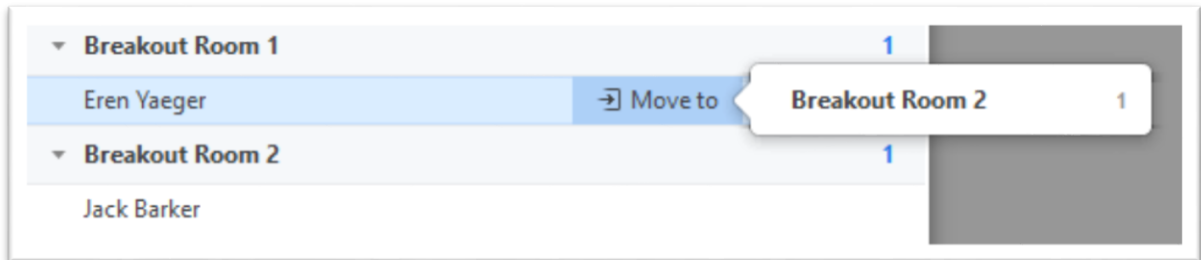 Breakout Room 1 1
Eren Yaeger Move to Breakout Room 2 1
Breakout Room 2 1
Jack Barker